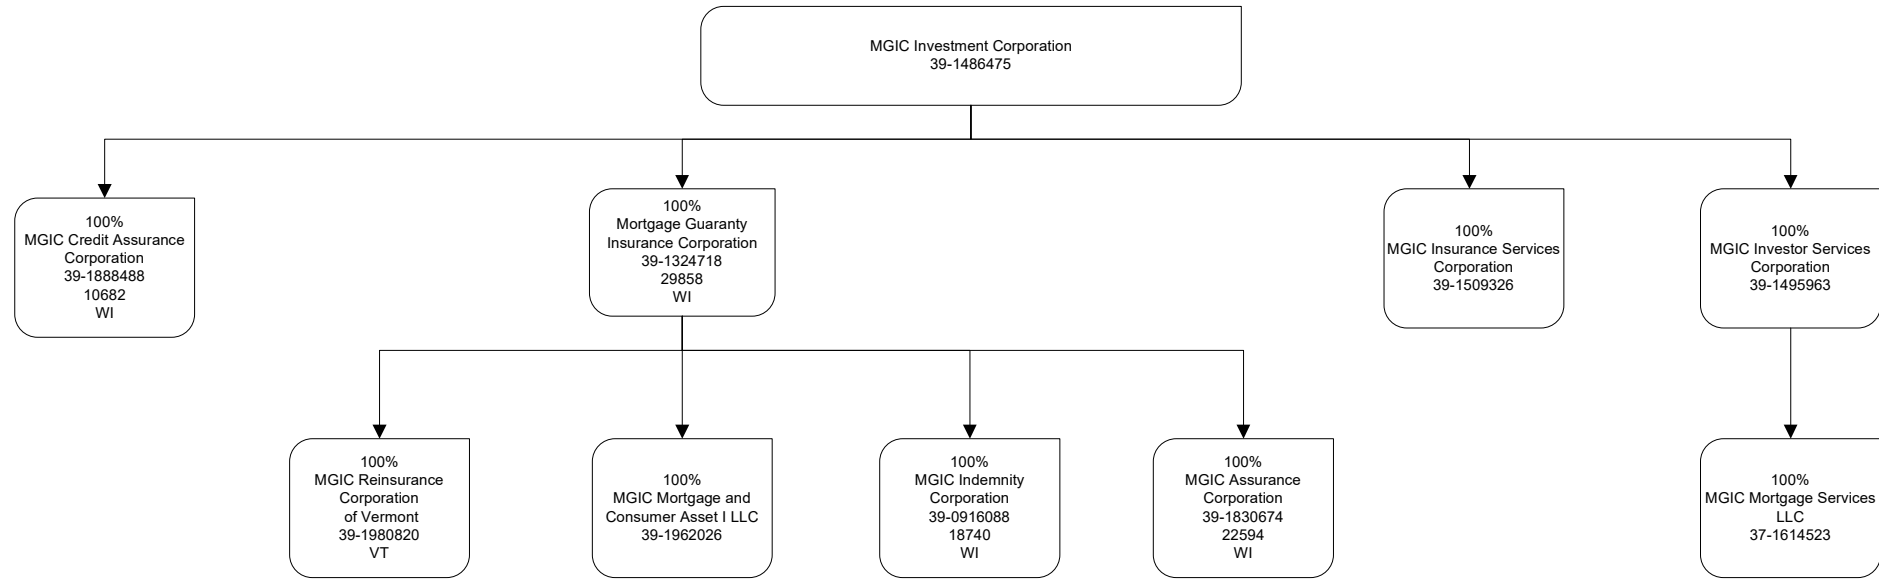 MGIC Investment Corporation
39-1486475
100%
MGIC Credit Assurance
Corporation
39-1888488
10682
WI
100%
Mortgage Guaranty
Insurance Corporation
39-1324718
29858
WI
100%
MGIC Insurance Services
Corporation
39-1509326
100%
MGIC Investor Services
Corporation
39-1495963
100%
MGIC Reinsurance
Corporation
of Vermont
39-1980820
VT
100%
MGIC Mortgage and
Consumer Asset I LLC
39-1962026
100%
MGIC Indemnity
Corporation
39-0916088
18740
WI
100%
MGIC Assurance
Corporation
39-1830674
22594
WI
100%
MGIC Mortgage Services
LLC
37-1614523